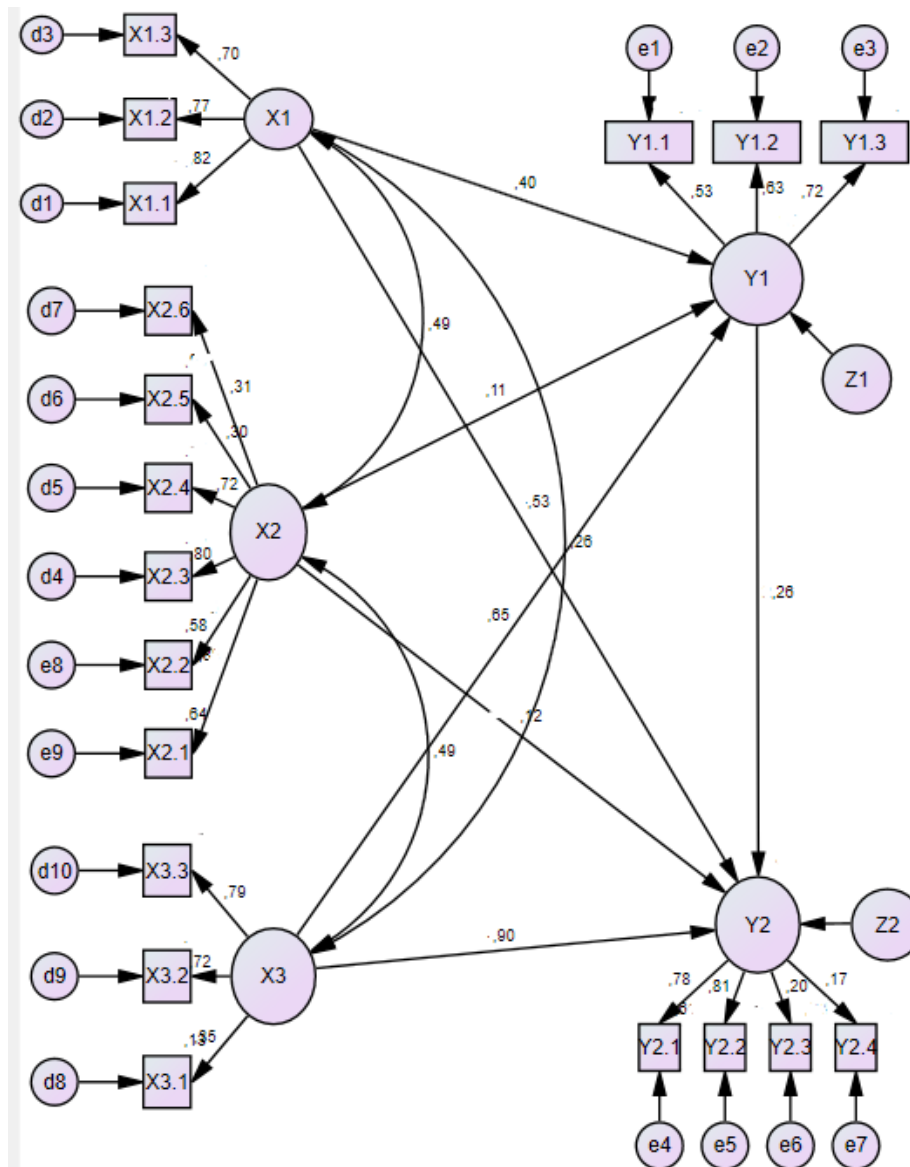 d3
X1.3
,70
d2
X1.2
,77
X1
d1
X1.1
,82
e1
e2
e3
Y1.1
Y1.2
Y1.3
,53
,63
,72
,40
Y1
Z1
d7
X2.6
,31
d6
X2.5
,30
d5
X2.4
,72
X2
d4
X2.3
,80
e8
X2.2
,58
e9
X2.1
,64
,49
,11
,53
,26
,65
,26
,12
,49
d10
X3.3
,79
d9
X3.2
,72
X3
d8
X3.1
,90
Y2
Z2
,78
,81
,20
,17
Y2.1
Y2.2
Y2.3
Y2.4
e4
e5
e6
e7